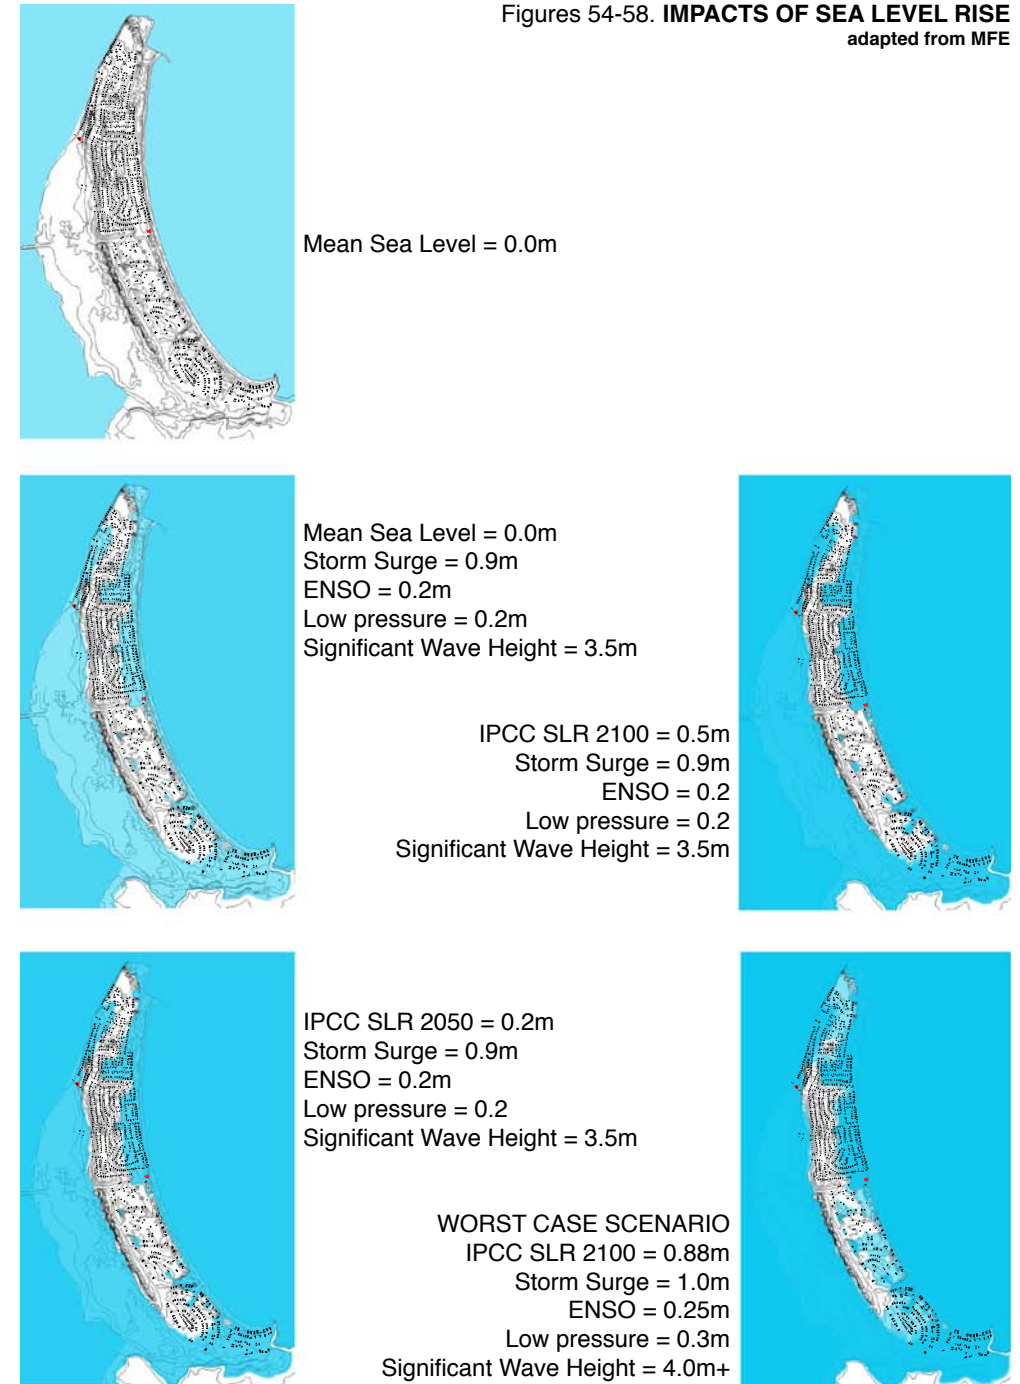 Figures 54-58. IMPACTS OF SEA LEVEL RISE
adapted from MFE
Mean Sea Level = 0.0m
Mean Sea Level = 0.0m
Storm Surge = 0.9m
ENSO = 0.2m
Low pressure = 0.2m
Significant Wave Height = 3.5m
IPCC SLR 2100 = 0.5m
Storm Surge = 0.9m
ENSO = 0.2
Low pressure = 0.2
Significant Wave Height = 3.5m
IPCC SLR 2050 = 0.2m
Storm Surge = 0.9m
ENSO = 0.2m
Low pressure = 0.2
Significant Wave Height = 3.5m
WORST CASE SCENARIO
IPCC SLR 2100 = 0.88m
Storm Surge = 1.0m
ENSO = 0.25m
Low pressure = 0.3m
Significant Wave Height = 4.0m+